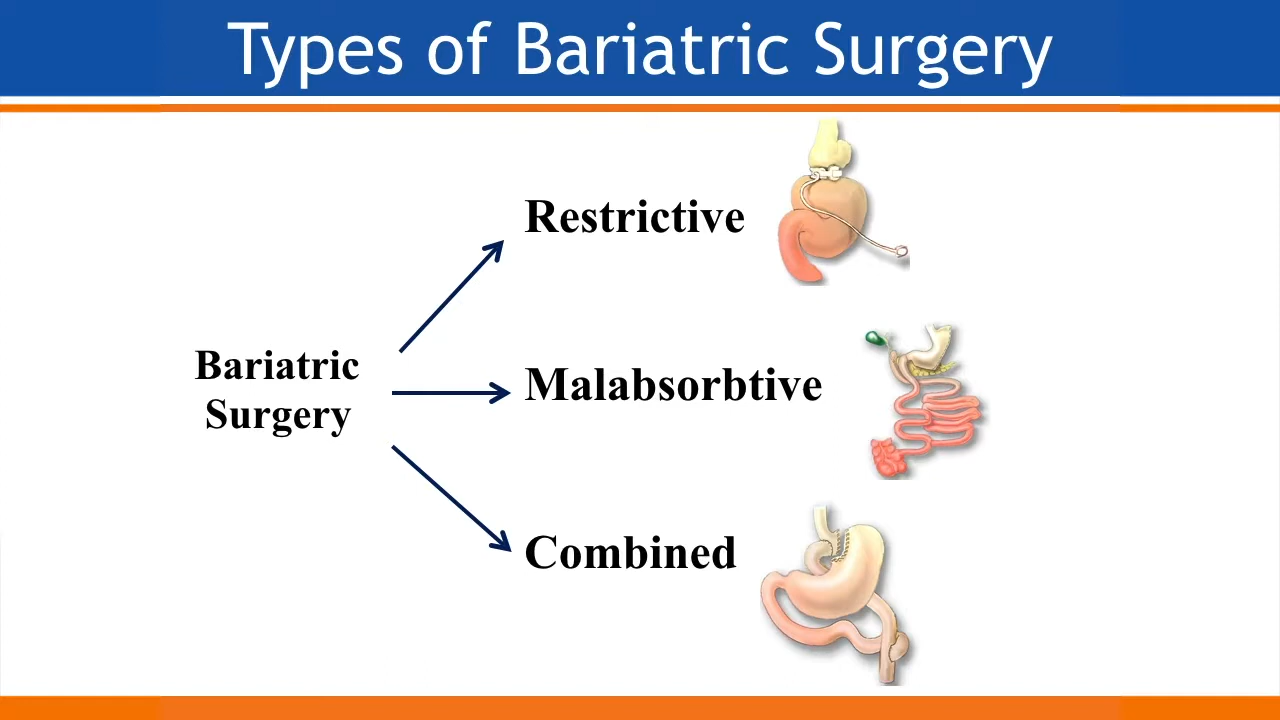 Types of Bariatric Surgery
Restrictive
Bariatric
Surgery
Malabsorbtive
Combined